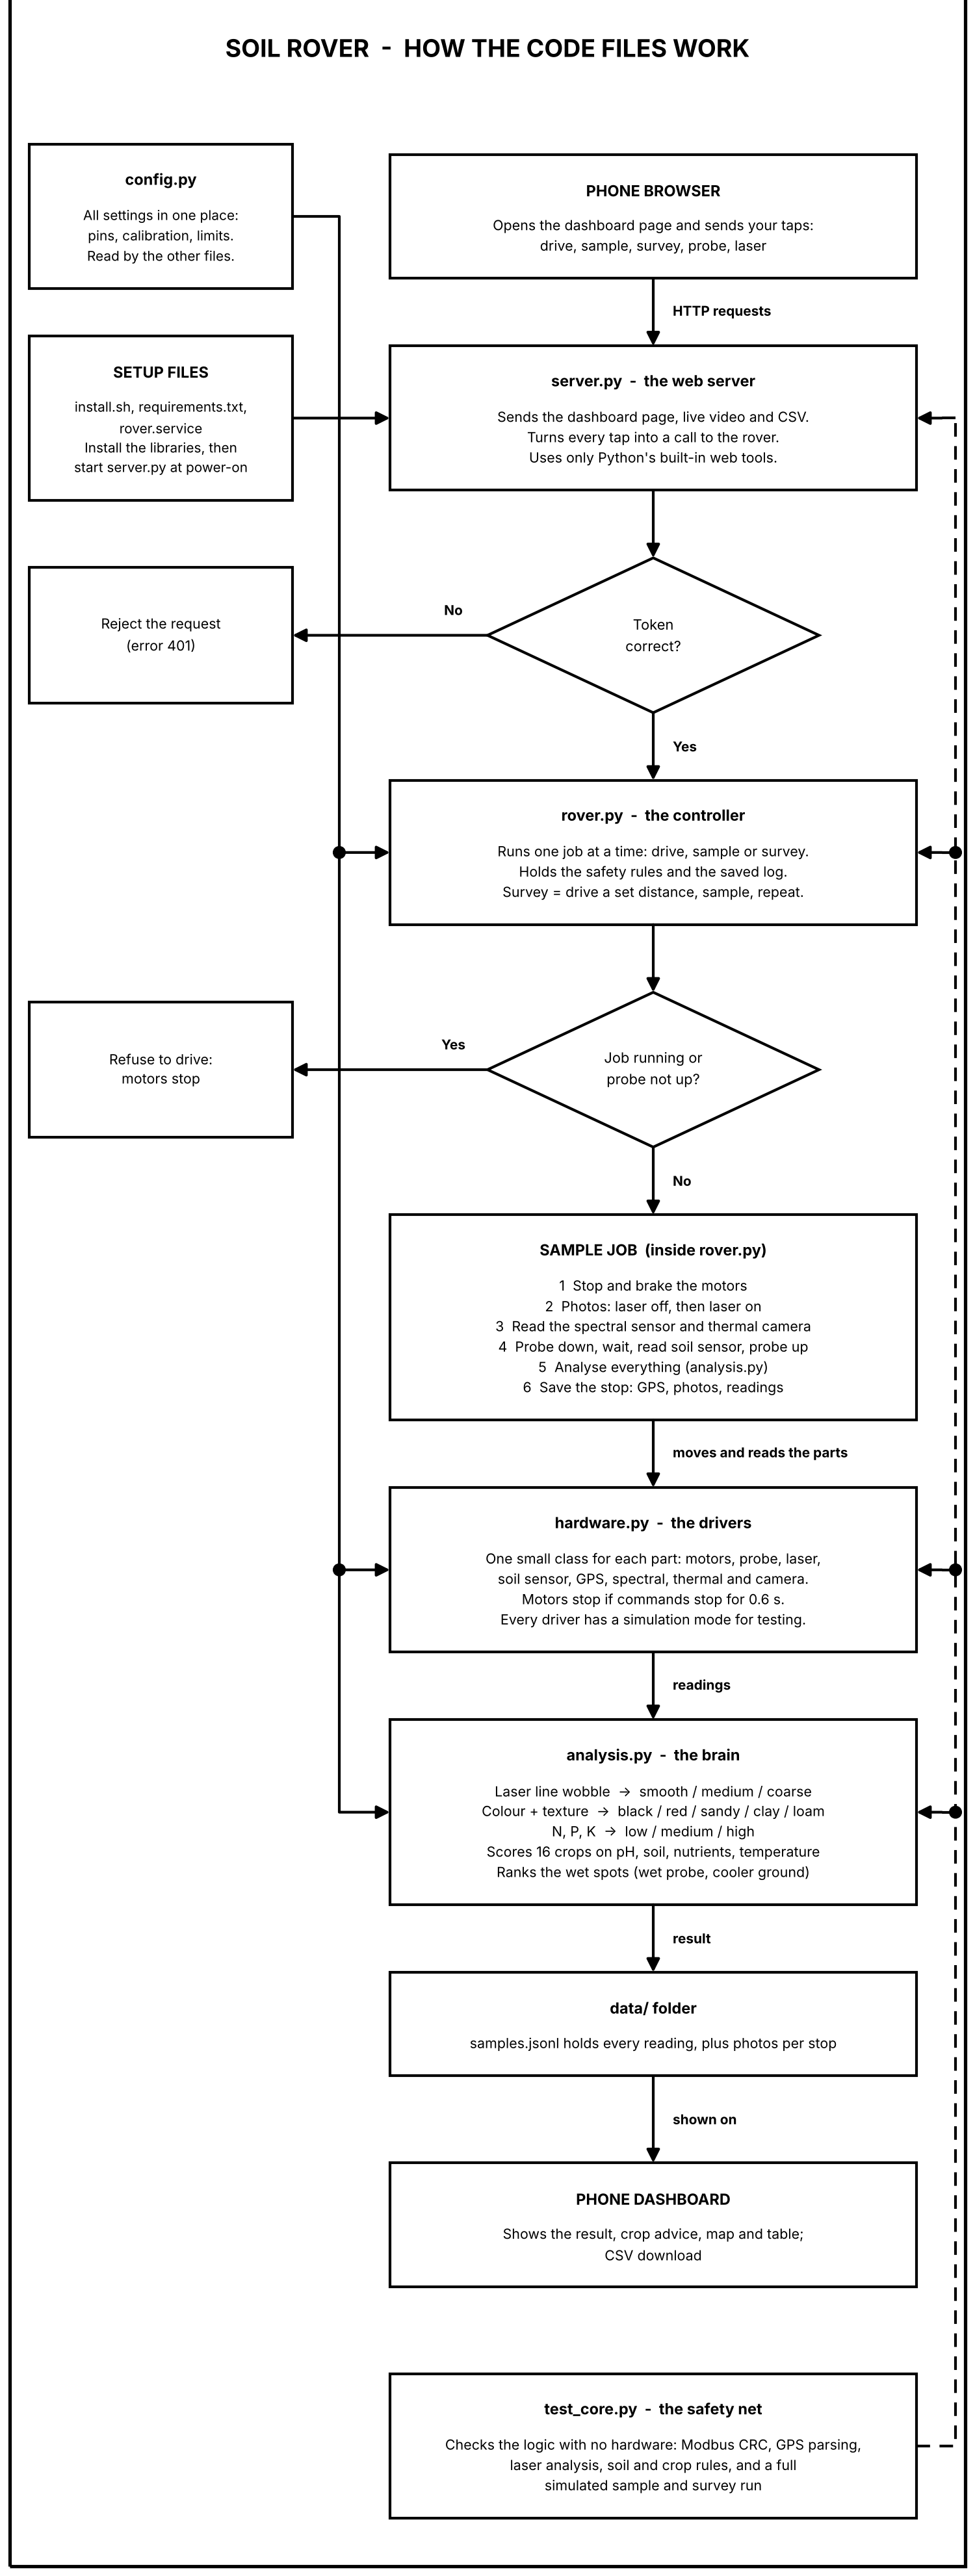 SOIL ROVER - HOW THE CODE FILES WORK
config.py
All settings in one place:
pins, calibration, limits.
Read by the other files.
PHONE BROWSER
Opens the dashboard page and sends your taps:
drive, sample, survey, probe, laser
HTTP requests
SETUP FILES
install.sh, requirements.txt,
rover.service
Install the libraries, then
start server.py at power-on
server.py - the web server
Sends the dashboard page, live video and CSV.
Turns every tap into a call to the rover.
Uses only Python's built-in web tools.
Reject the request
(error 401)
No
Token
correct?
Yes
rover.py - the controller
Runs one job at a time: drive, sample or survey.
Holds the safety rules and the saved log.
Survey = drive a set distance, sample, repeat.
Refuse to drive:
motors stop
Yes
Job running or
probe not up?
No
SAMPLE JOB (inside rover.py)
1 Stop and brake the motors
2 Photos: laser off, then laser on
3 Read the spectral sensor and thermal camera
4 Probe down, wait, read soil sensor, probe up
5 Analyse everything (analysis.py)
6 Save the stop: GPS, photos, readings
moves and reads the parts
hardware.py - the drivers
One small class for each part: motors, probe, laser,
soil sensor, GPS, spectral, thermal and camera.
Motors stop if commands stop for 0.6 s.
Every driver has a simulation mode for testing.
readings
analysis.py - the brain
Laser line wobble → smooth / medium / coarse
Colour + texture → black / red / sandy / clay / loam
N, P, K → low / medium / high
Scores 16 crops on pH, soil, nutrients, temperature
Ranks the wet spots (wet probe, cooler ground)
result
data/ folder
samples.jsonl holds every reading, plus photos per stop
shown on
PHONE DASHBOARD
Shows the result, crop advice, map and table;
CSV download
test_core.py - the safety net
Checks the logic with no hardware: Modbus CRC, GPS parsing,
laser analysis, soil and crop rules, and a full
simulated sample and survey run